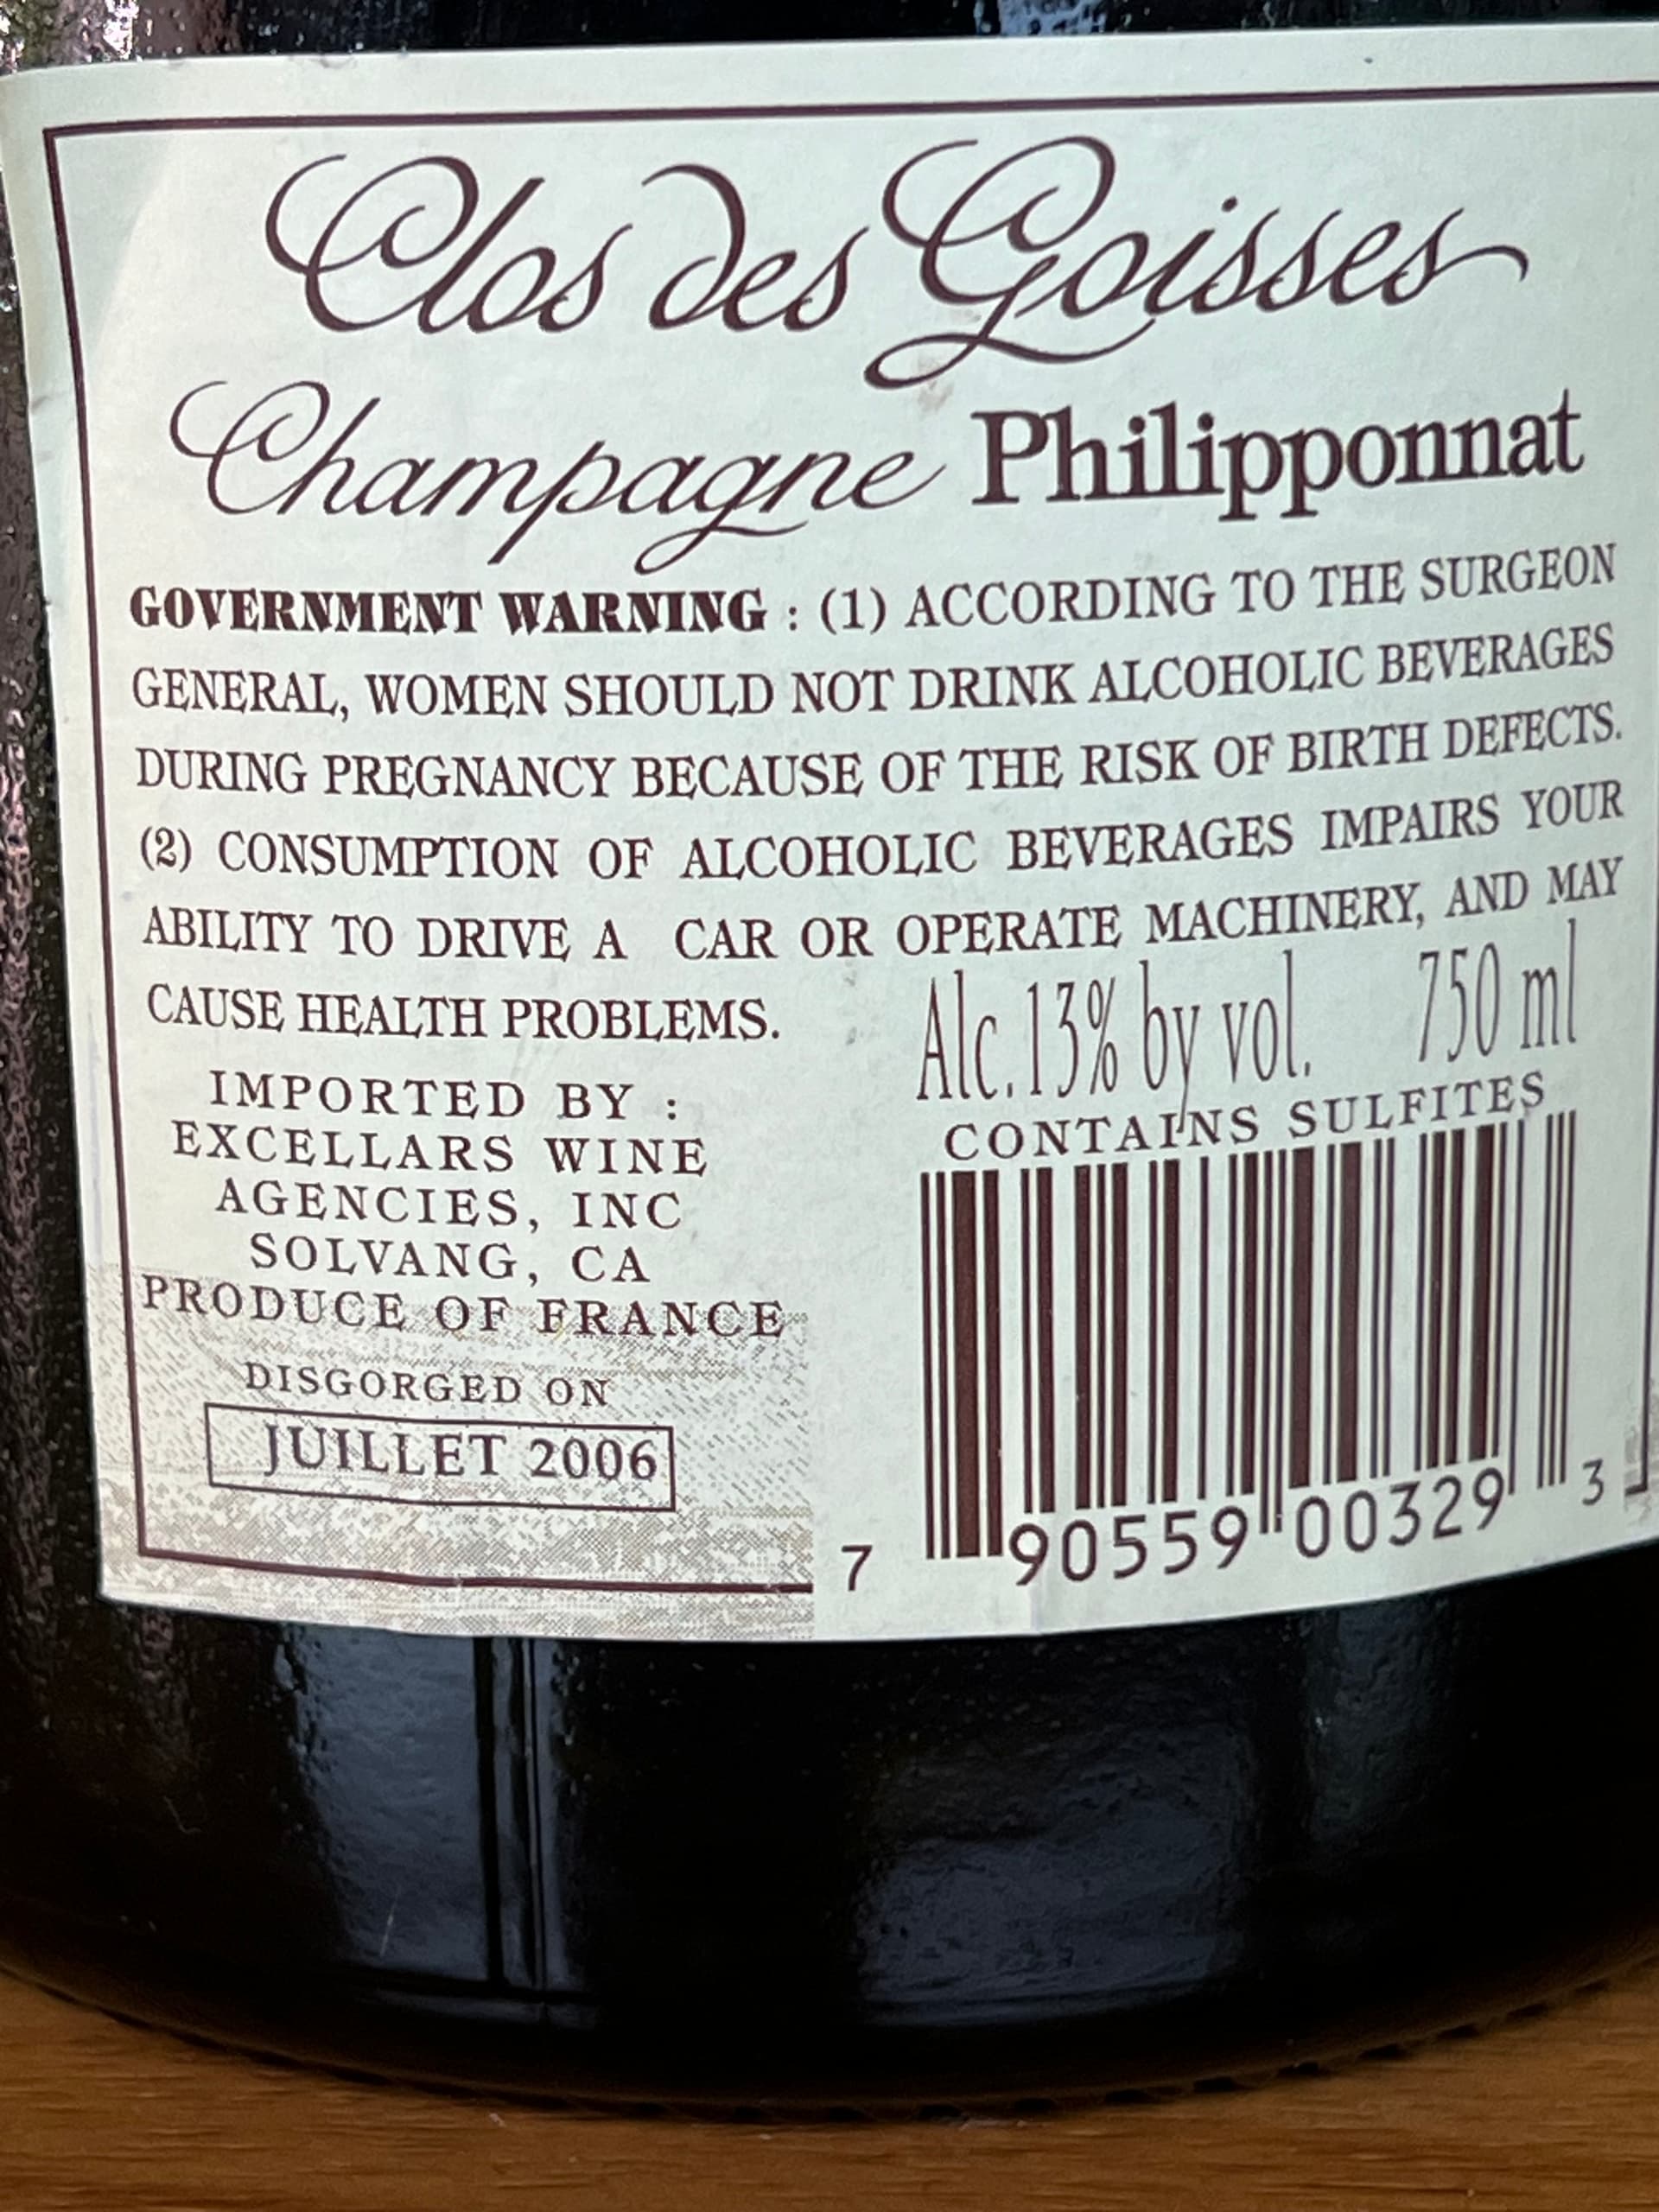 Clos des Goisses
Champagne Philipponnat
GOVERNMENT WARNING : (1) ACCORDING TO THE SURGEON
GENERAL, WOMEN SHOULD NOT DRINK ALCOHOLIC BEVERAGES
DURING PREGNANCY BECAUSE OF THE RISK OF BIRTH DEFECTS.
(2) CONSUMPTION OF ALCOHOLIC BEVERAGES IMPAIRS YOUR
ABILITY TO DRIVE A CAR OR OPERATE MACHINERY, AND MAY
CAUSE HEALTH PROBLEMS.
Alc.13% by vol. 750 ml
CONTAINS SULFITES
IMPORTED BY :
EXCELLARS WINE
AGENCIES, INC
SOLVANG, CA
PRODUCE OF FRANCE
DISGORGED ON
JUILLET 2006
7 90559 00329 3